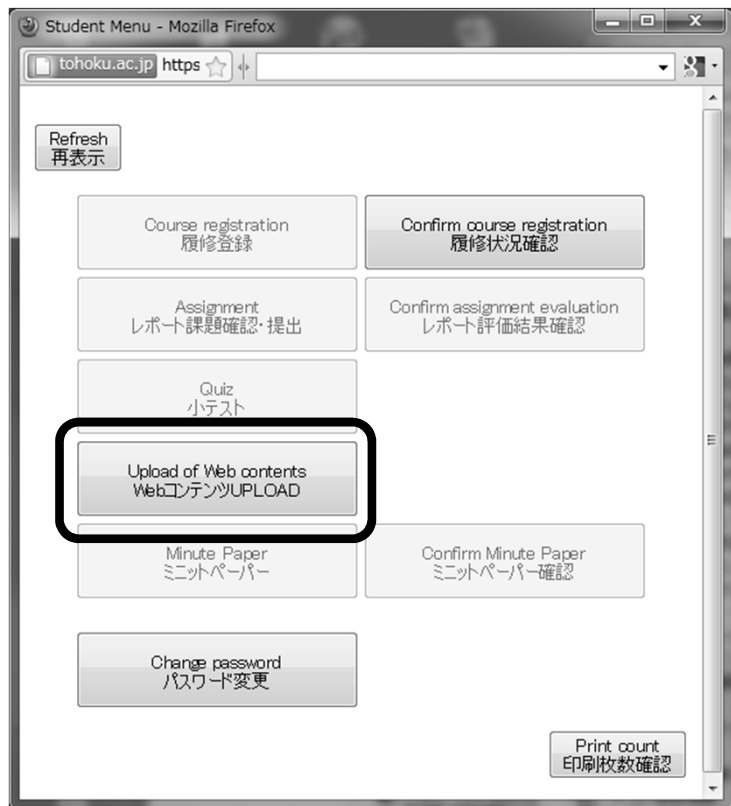 Student Menu - Mozilla Firefox
tohoku.ac.jp https
Refresh
再表示
Course registration
履修登録
Confirm course registration
履修状況確認
Assignment
レポート課題確認・提出
Confirm assignment evaluation
レポート評価結果確認
Quiz
小テスト
Upload of Web contents
WebコンテンツUPLOAD
Minute Paper
ミニットペーパー
Confirm Minute Paper
ミニットペーパー確認
Change password
パスワード変更
Print count
印刷枚数確認